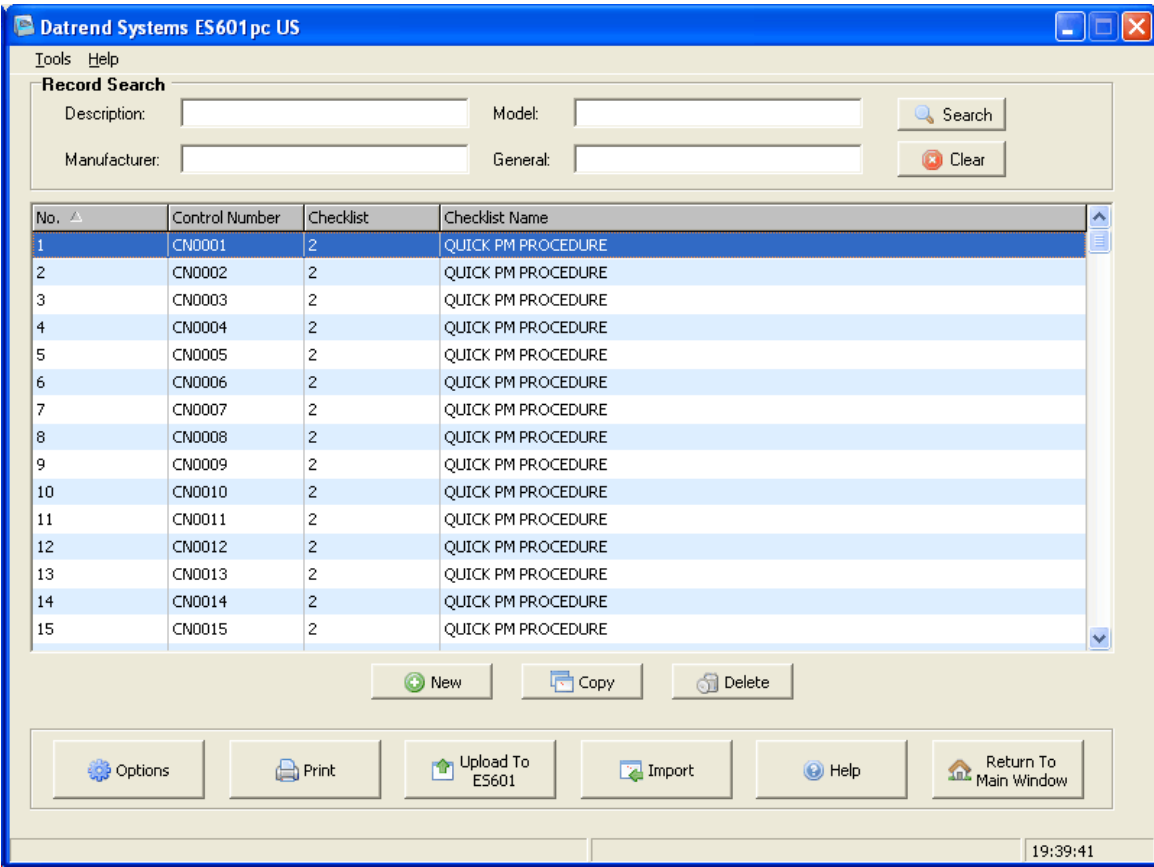 Datrend Systems ES601pc US
Tools Help
Record Search
Description: Model: Search
Manufacturer: General: Clear
No. Control Number Checklist Checklist Name
1 CN0001 2 QUICK PM PROCEDURE
2 CN0002 2 QUICK PM PROCEDURE
3 CN0003 2 QUICK PM PROCEDURE
4 CN0004 2 QUICK PM PROCEDURE
5 CN0005 2 QUICK PM PROCEDURE
6 CN0006 2 QUICK PM PROCEDURE
7 CN0007 2 QUICK PM PROCEDURE
8 CN0008 2 QUICK PM PROCEDURE
9 CN0009 2 QUICK PM PROCEDURE
10 CN0010 2 QUICK PM PROCEDURE
11 CN0011 2 QUICK PM PROCEDURE
12 CN0012 2 QUICK PM PROCEDURE
13 CN0013 2 QUICK PM PROCEDURE
14 CN0014 2 QUICK PM PROCEDURE
15 CN0015 2 QUICK PM PROCEDURE
New Copy Delete
Options Print Upload To
ES601 Import Help Return To
Main Window
19:39:41